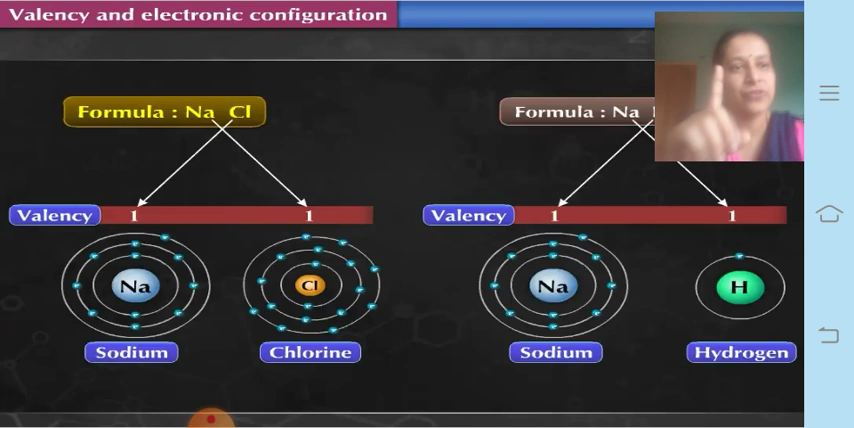 Valency and electronic configuration
Formula : Na Cl
Formula : Na
Valency
1
1
Valency
1
1
Na
Cl
Na
H
Sodium
Chlorine
Sodium
Hydrogen